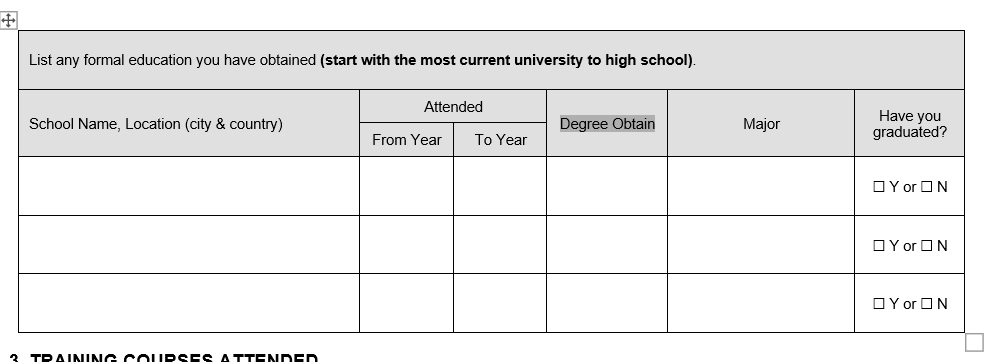 List any formal education you have obtained (start with the most current university to high school).
School Name, Location (city & country)
Attended
From Year
To Year
Degree Obtain
Major
Have you
graduated?
☐ Y or ☐ N
☐ Y or ☐ N
☐ Y or ☐ N
3. TRAINING COURSES ATTENDED